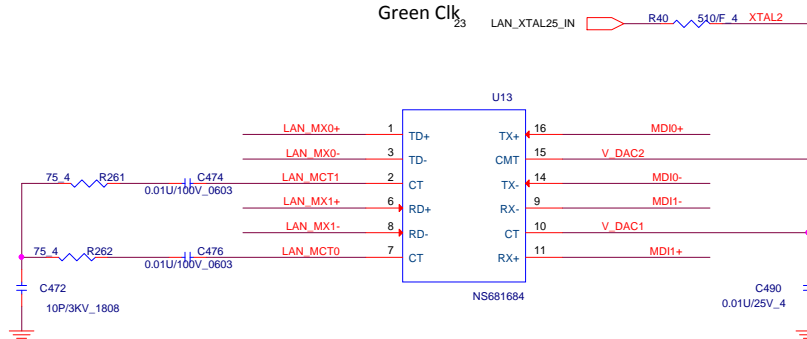 Green Clk
23 LAN_XTAL25_IN R40 510/F_4 XTAL2
U13
LAN_MX0+ 1 TD+ TX+ 16 MDI0+
LAN_MX0- 3 TD- CMT 15 V_DAC2
75_4 R261 C474 LAN_MCT1 2 CT TX- 14 MDI0-
0.01U/100V_0603
LAN_MX1+ 6 RD+ RX- 9 MDI1-
LAN_MX1- 8 RD- CT 10 V_DAC1
75_4 R262 C476 LAN_MCT0 7 CT RX+ 11 MDI1+
0.01U/100V_0603
C472 NS681684 C490
10P/3KV_1808 0.01U/25V_4